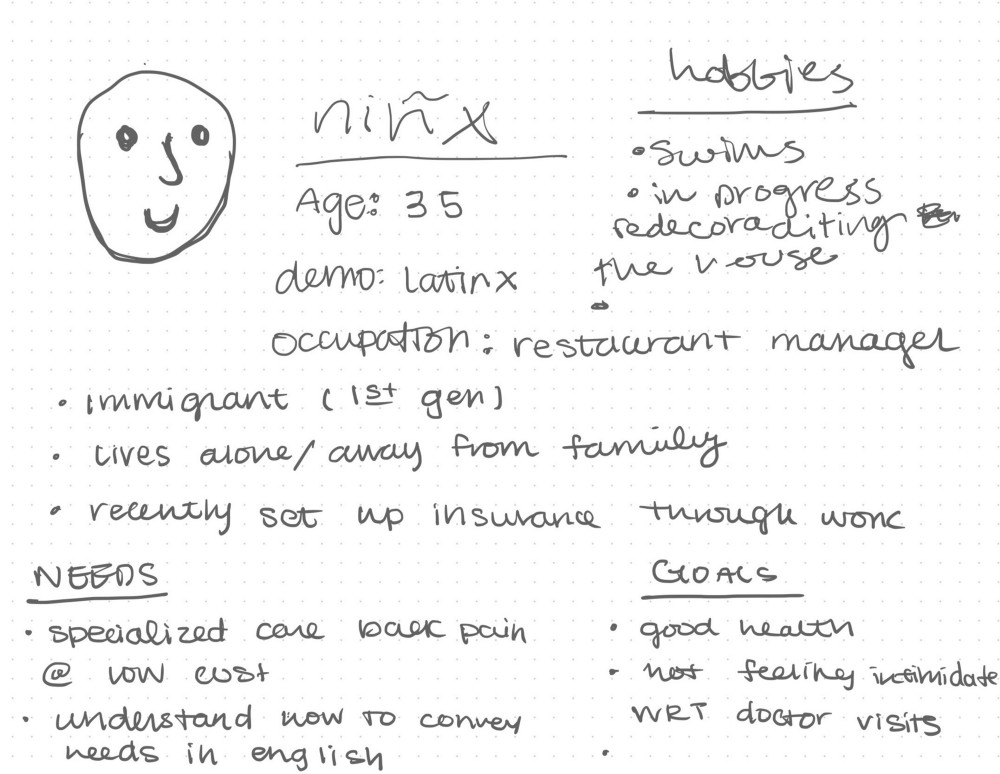 niñx
Age: 35
demo: Latinx
occupation: restaurant manager
hobbies
• swims
• in progress
redecoraditing
the house
• immigrant (1st gen)
• lives alone/away from family
• recently set up insurance through work
NEEDS
• specialized care back pain
@ low cost
• understand how to convey
needs in english
GOALS
• good health
• not feeling intimidate
WRT doctor visits
•